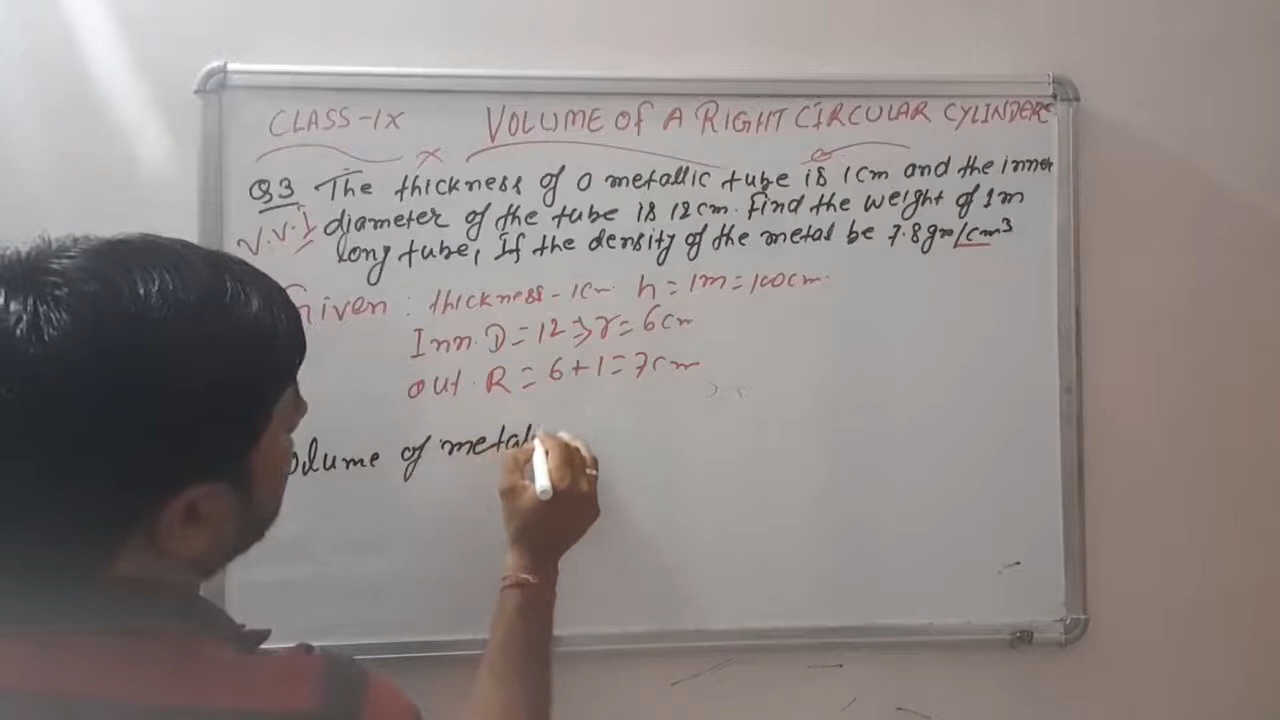 CLASS-IX VOLUME OF A RIGHT CIRCULAR CYLINDER
Q3 The thickness of a metallic tube is 1cm and the inner
V.V.I diameter of the tube is 12cm. Find the weight of 1m
long tube, If the density of the metal be 7.8gm/cm³
Given: thickness - 1cm h = 1m = 100cm.
Inn. D = 12 ⇒ r = 6cm
out. R = 6+1 = 7cm
olume of metal